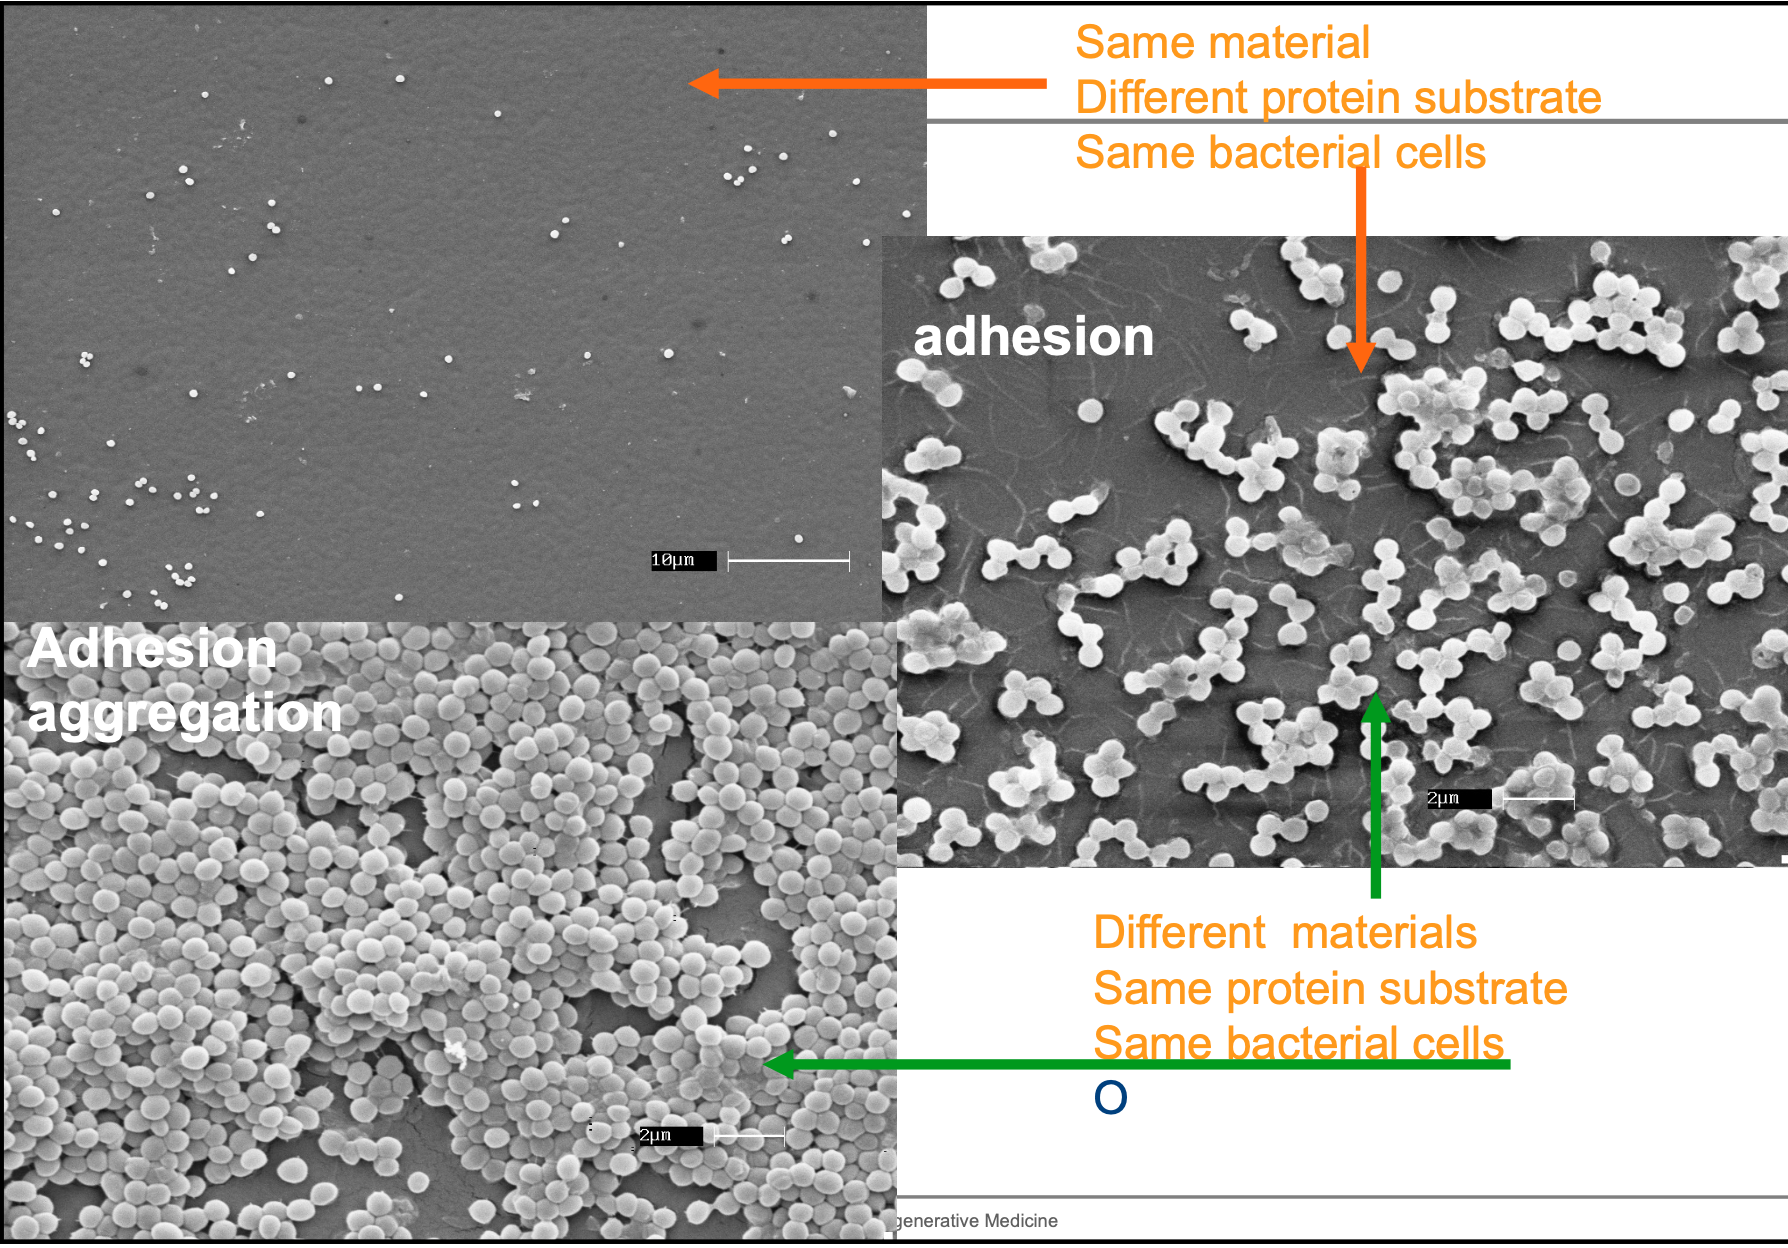 Same material
Different protein substrate
Same bacterial cells
adhesion
10µm
Adhesion
aggregation
2µm
Different materials
Same protein substrate
Same bacterial cells
O
2µm
generative Medicine